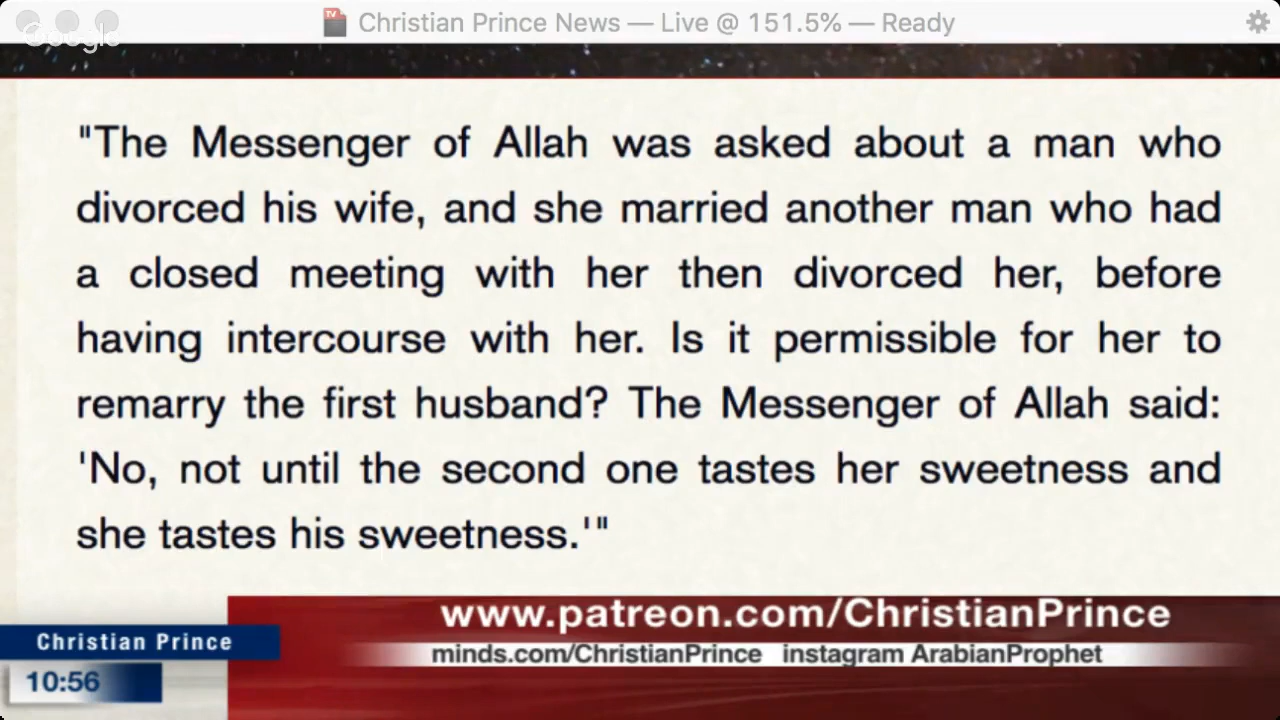 Christian Prince News — Live @ 151.5% — Ready
Google
TV
"The Messenger of Allah was asked about a man who
divorced his wife, and she married another man who had
a closed meeting with her then divorced her, before
having intercourse with her. Is it permissible for her to
remarry the first husband? The Messenger of Allah said:
'No, not until the second one tastes her sweetness and
she tastes his sweetness.'"
www.patreon.com/ChristianPrince
Christian Prince
minds.com/ChristianPrince instagram ArabianProphet
10:56